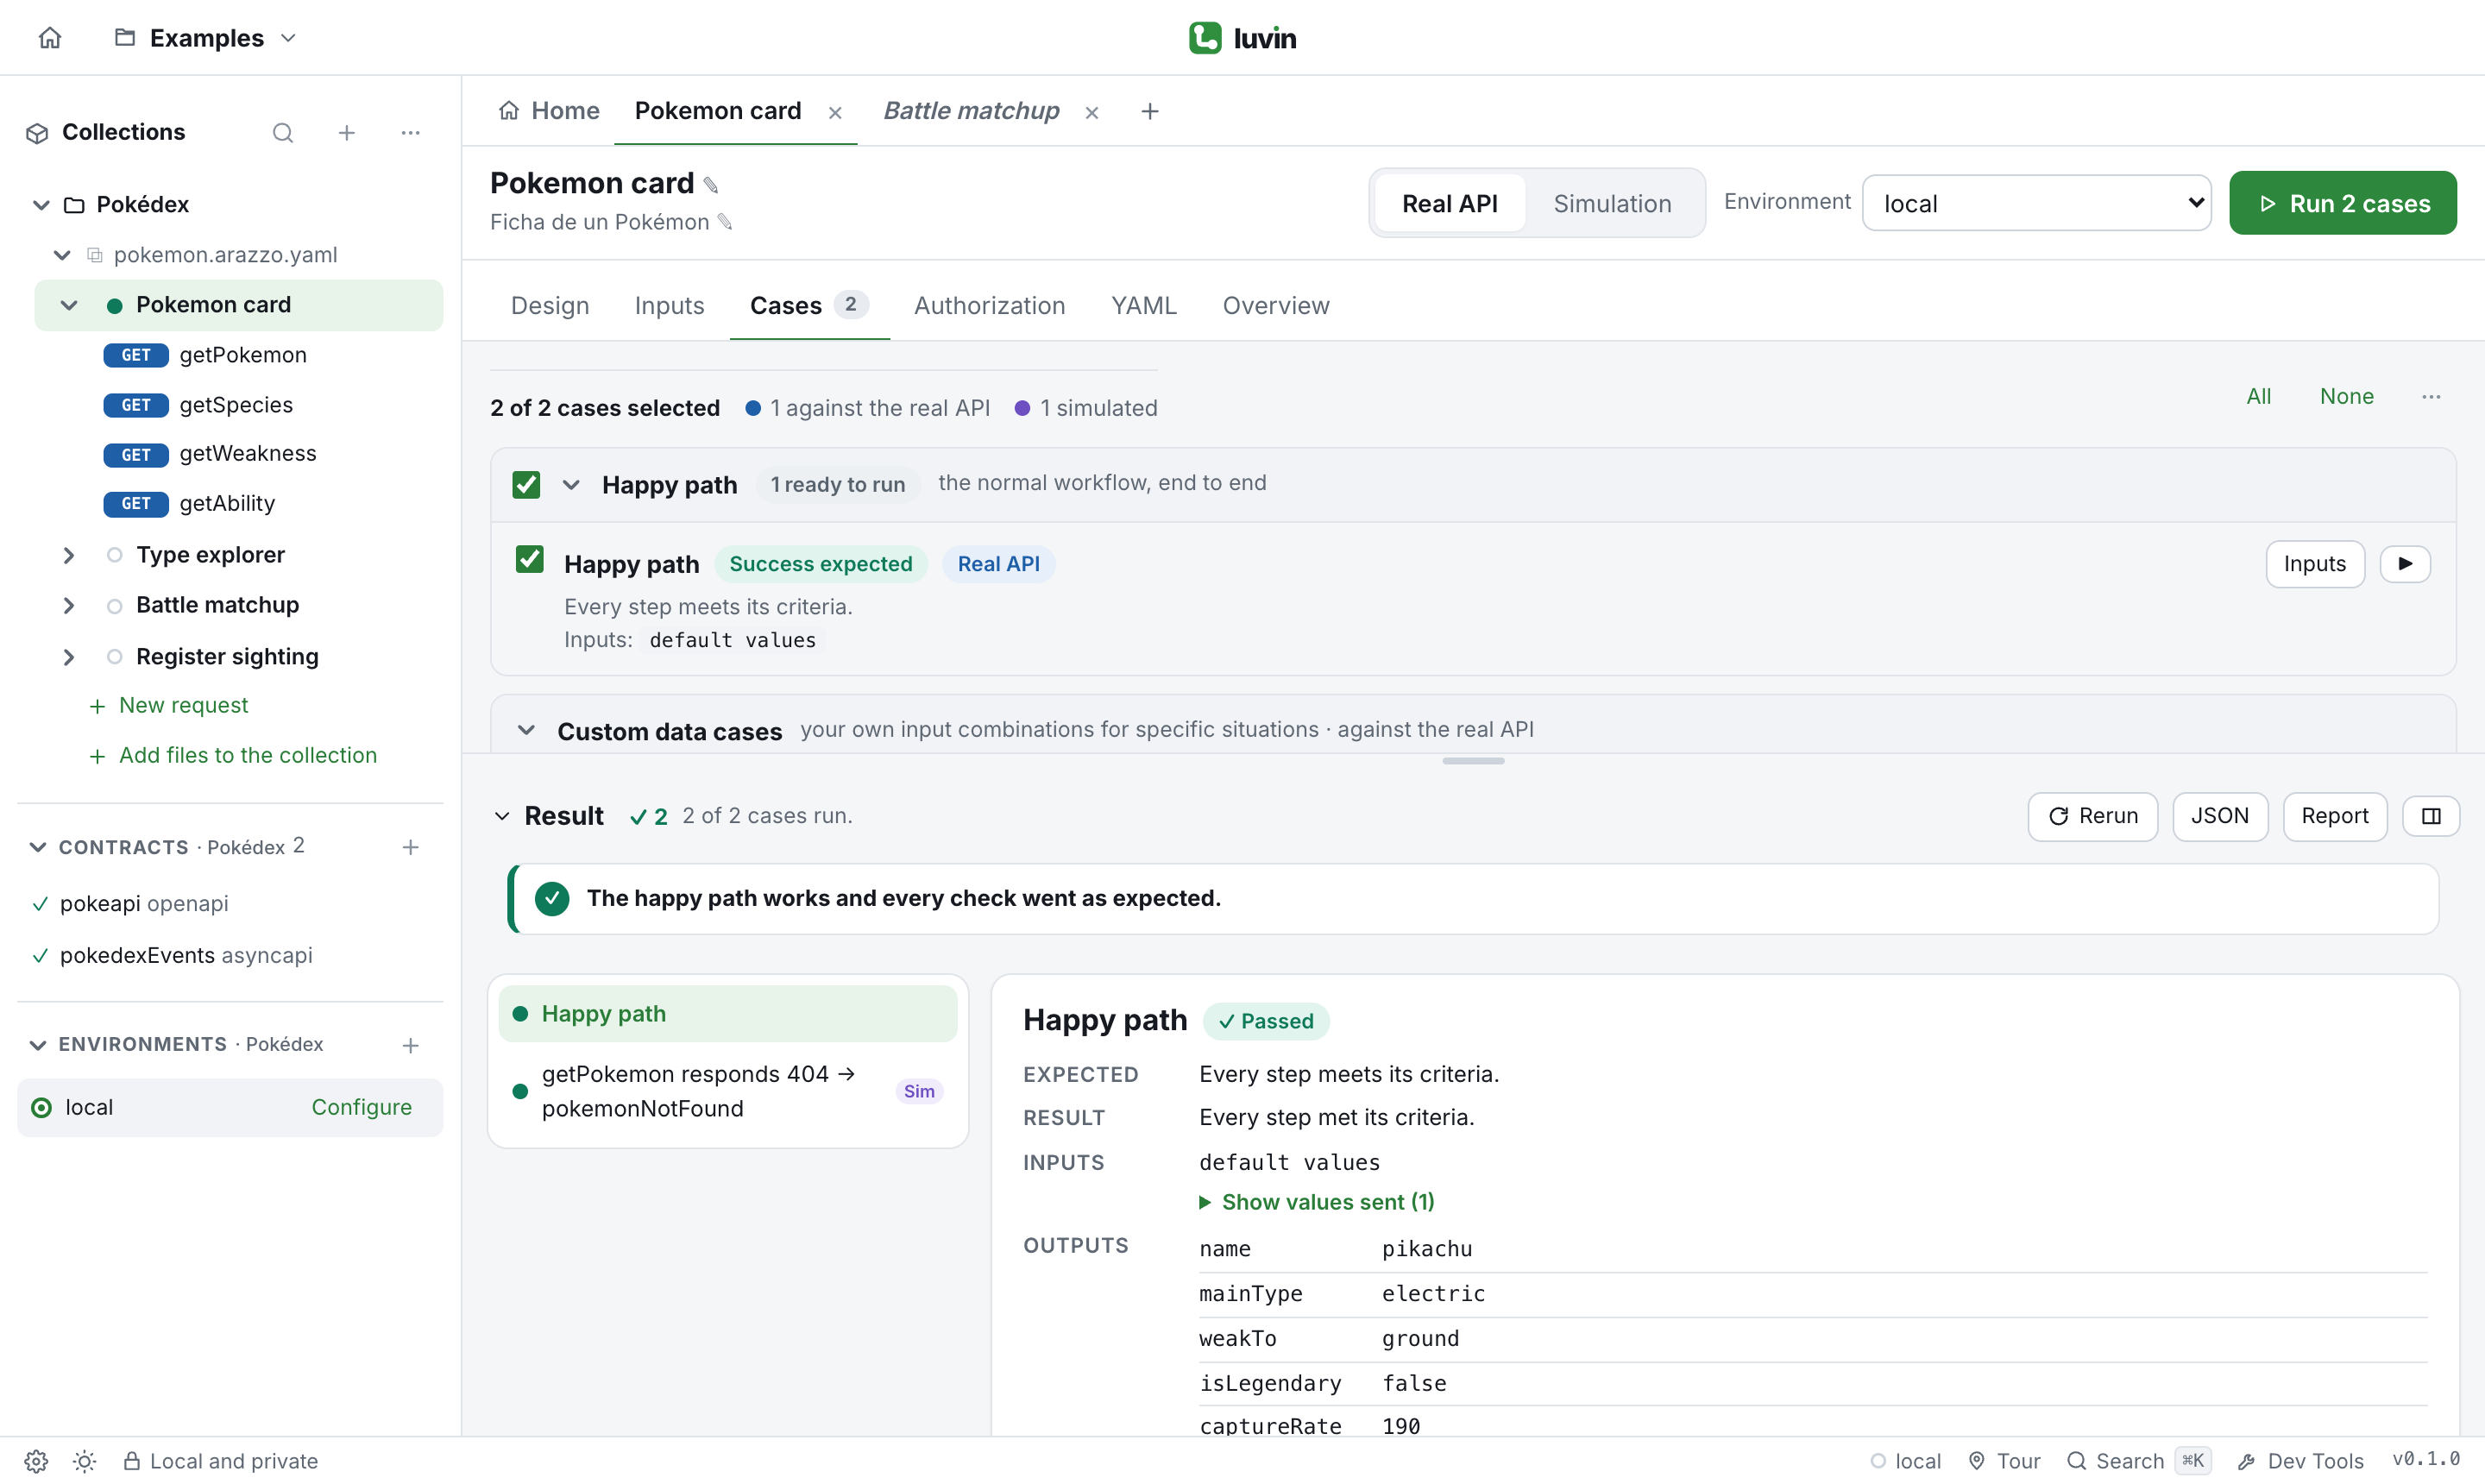 Examples
luvin
Collections
Pokédex
pokemon.arazzo.yaml
Pokemon card
GET getPokemon
GET getSpecies
GET getWeakness
GET getAbility
Type explorer
Battle matchup
Register sighting
+ New request
+ Add files to the collection
CONTRACTS · Pokédex 2
pokeapi openapi
pokedexEvents asyncapi
ENVIRONMENTS · Pokédex
local Configure
Home Pokemon card Battle matchup
Pokemon card
Ficha de un Pokémon
Real API Simulation Environment local Run 2 cases
Design Inputs Cases 2 Authorization YAML Overview
2 of 2 cases selected 1 against the real API 1 simulated All None
Happy path 1 ready to run the normal workflow, end to end
Happy path Success expected Real API Inputs
Every step meets its criteria.
Inputs: default values
Custom data cases your own input combinations for specific situations · against the real API
Result 2 2 of 2 cases run. Rerun JSON Report
The happy path works and every check went as expected.
Happy path
getPokemon responds 404 →
pokemonNotFound Sim
Happy path Passed
EXPECTED Every step meets its criteria.
RESULT Every step met its criteria.
INPUTS default values
Show values sent (1)
OUTPUTS name pikachu
mainType electric
weakTo ground
isLegendary false
captureRate 190
Local and private local Tour Search ⌘K Dev Tools v0.1.0